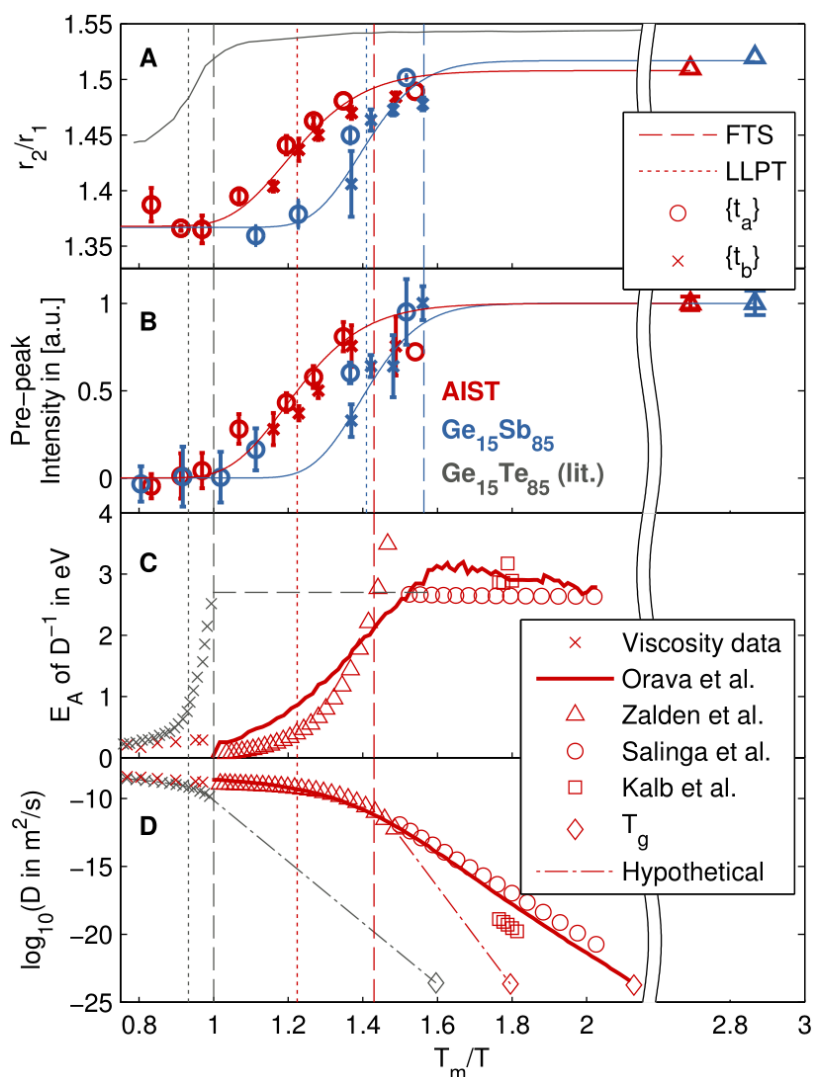 A
1.55
1.5
1.45
1.4
1.35
r2/r1
FTS
LLPT
{ta}
{tb}
B
1
0.5
0
Pre-peak
Intensity in [a.u.]
AIST
Ge15Sb85
Ge15Te85 (lit.)
C
4
3
2
1
0
EA of D−1 in eV
Viscosity data
Orava et al.
Zalden et al.
Salinga et al.
Kalb et al.
Tg
Hypothetical
D
−10
−15
−20
−25
log10(D in m2/s)
0.8 1 1.2 1.4 1.6 1.8 2 2.8 3
Tm/T